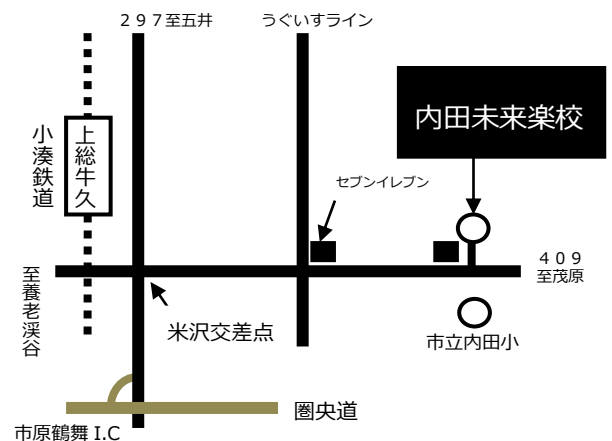 ２９７至五井
うぐいすライン
内田未来楽校
小湊鉄道
上総牛久
セブンイレブン
４０９
至茂原
至養老渓谷
米沢交差点
市立内田小
圏央道
市原鶴舞 I.C